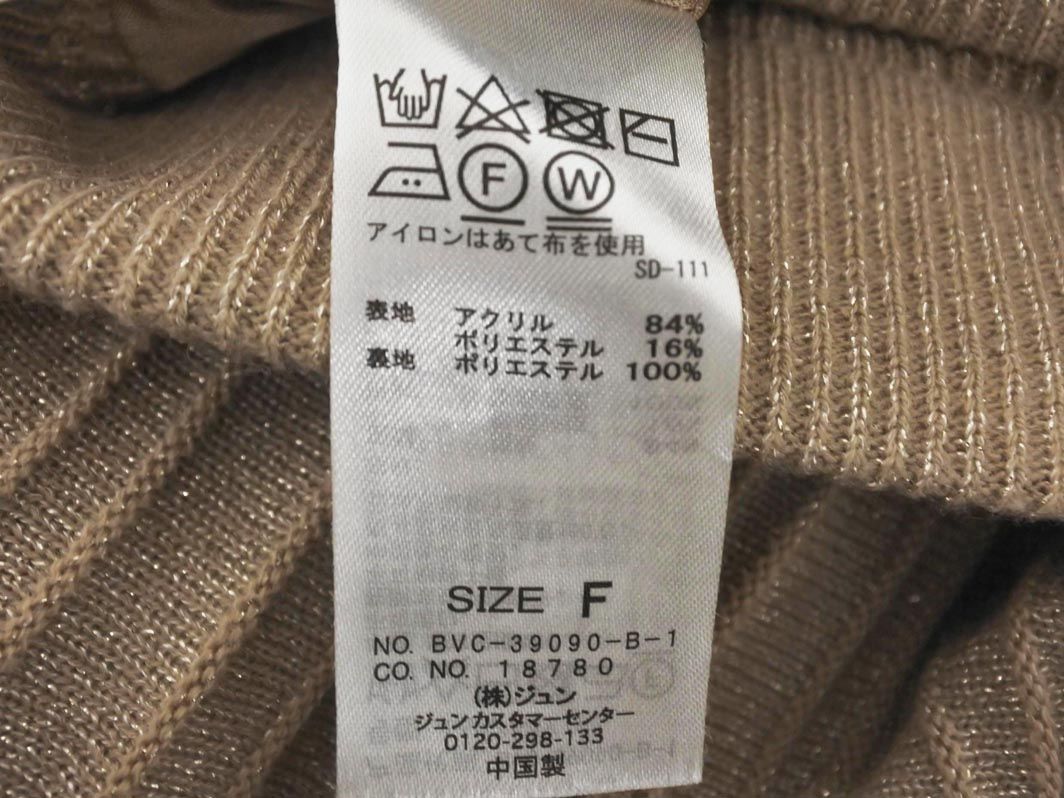 F W
アイロンはあて布を使用
SD-111
表地 アクリル 84%
ポリエステル 16%
裏地 ポリエステル 100%
SIZE F
NO. BVC-39090-B-1
CO. NO. 18780
(株)ジュン
ジュンカスタマーセンター
0120-298-133
中国製